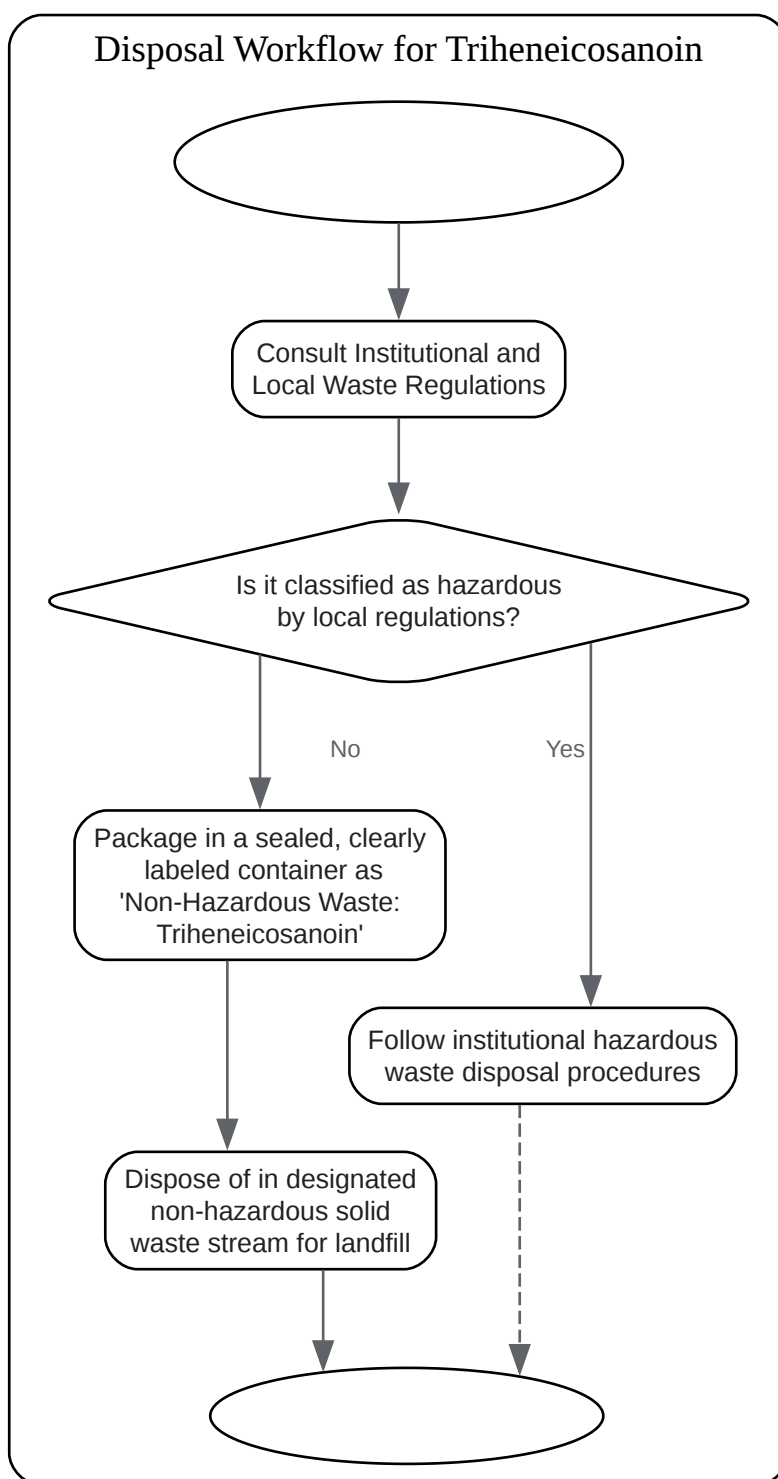 Disposal Workflow for Triheneicosanoin
Consult Institutional and
Local Waste Regulations
Is it classified as hazardous
by local regulations?
No
Yes
Package in a sealed, clearly
labeled container as
'Non-Hazardous Waste:
Triheneicosanoin'
Follow institutional hazardous
waste disposal procedures
Dispose of in designated
non-hazardous solid
waste stream for landfill